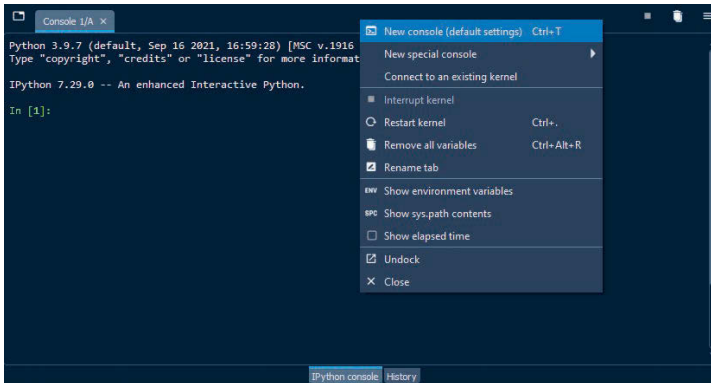 Console 1/A ×
Python 3.9.7 (default, Sep 16 2021, 16:59:28) [MSC v.1916
Type "copyright", "credits" or "license" for more informat
IPython 7.29.0 -- An enhanced Interactive Python.
In [1]:
New console (default settings) Ctrl+T
New special console
Connect to an existing kernel
Interrupt kernel
Restart kernel Ctrl+.
Remove all variables Ctrl+Alt+R
Rename tab
ENV Show environment variables
SPC Show sys.path contents
Show elapsed time
Undock
Close
IPython console History